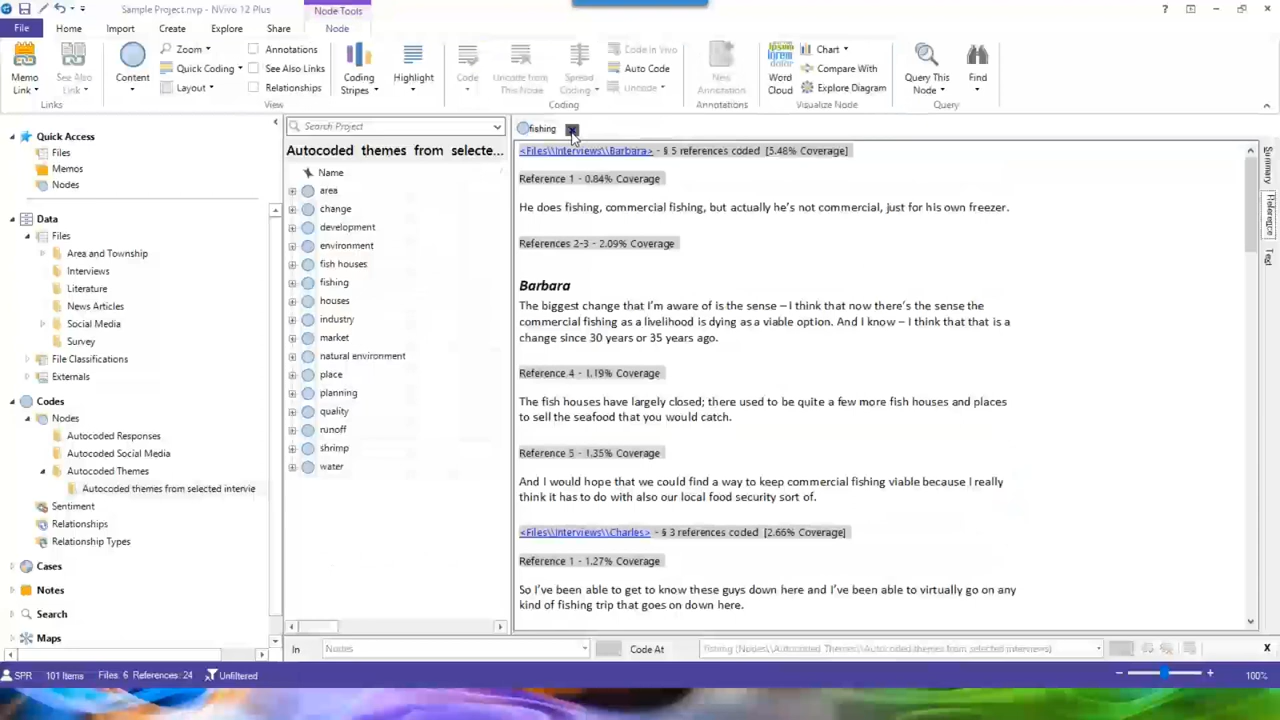 Sample Project.nvp - NVivo 12 Plus
Node Tools
File
Home
Import
Create
Explore
Share
Node
Memo Link
See Also Link
Links
Content
Zoom
Quick Coding
Layout
Annotations
See Also Links
Relationships
View
Coding Stripes
Highlight
Code
Uncode from This Node
Spread Coding
Code In Vivo
Auto Code
Uncode
Coding
New Annotation
Annotations
Word Cloud
Chart
Compare With
Explore Diagram
Visualize Node
Query This Node
Find
Query
Quick Access
Files
Memos
Nodes
Data
Files
Area and Township
Interviews
Literature
News Articles
Social Media
Survey
File Classifications
Externals
Codes
Nodes
Autocoded Responses
Autocoded Social Media
Autocoded Themes
Autocoded themes from selected intervie
Sentiment
Relationships
Relationship Types
Cases
Notes
Search
Maps
Search Project
Autocoded themes from selecte...
Name
area
change
development
environment
fish houses
fishing
houses
industry
market
natural environment
place
planning
quality
runoff
shrimp
water
fishing
<Files\\Interviews\\Barbara> - § 5 references coded [5.48% Coverage]
Reference 1 - 0.84% Coverage
He does fishing, commercial fishing, but actually he's not commercial, just for his own freezer.
References 2-3 - 2.09% Coverage
Barbara
The biggest change that I'm aware of is the sense – I think that now there's the sense the
commercial fishing as a livelihood is dying as a viable option. And I know – I think that that is a
change since 30 years or 35 years ago.
Reference 4 - 1.19% Coverage
The fish houses have largely closed; there used to be quite a few more fish houses and places
to sell the seafood that you would catch.
Reference 5 - 1.35% Coverage
And I would hope that we could find a way to keep commercial fishing viable because I really
think it has to do with also our local food security sort of.
<Files\\Interviews\\Charles> - § 3 references coded [2.66% Coverage]
Reference 1 - 1.27% Coverage
So I've been able to get to know these guys down here and I've been able to virtually go on any
kind of fishing trip that goes on down here.
Summary
Reference
Text
In
Nodes
Code At
fishing (Nodes\\Autocoded Themes\\Autocoded themes from selected interviews)
X
SPR
101 Items
Files: 6
References: 24
Unfiltered
100%